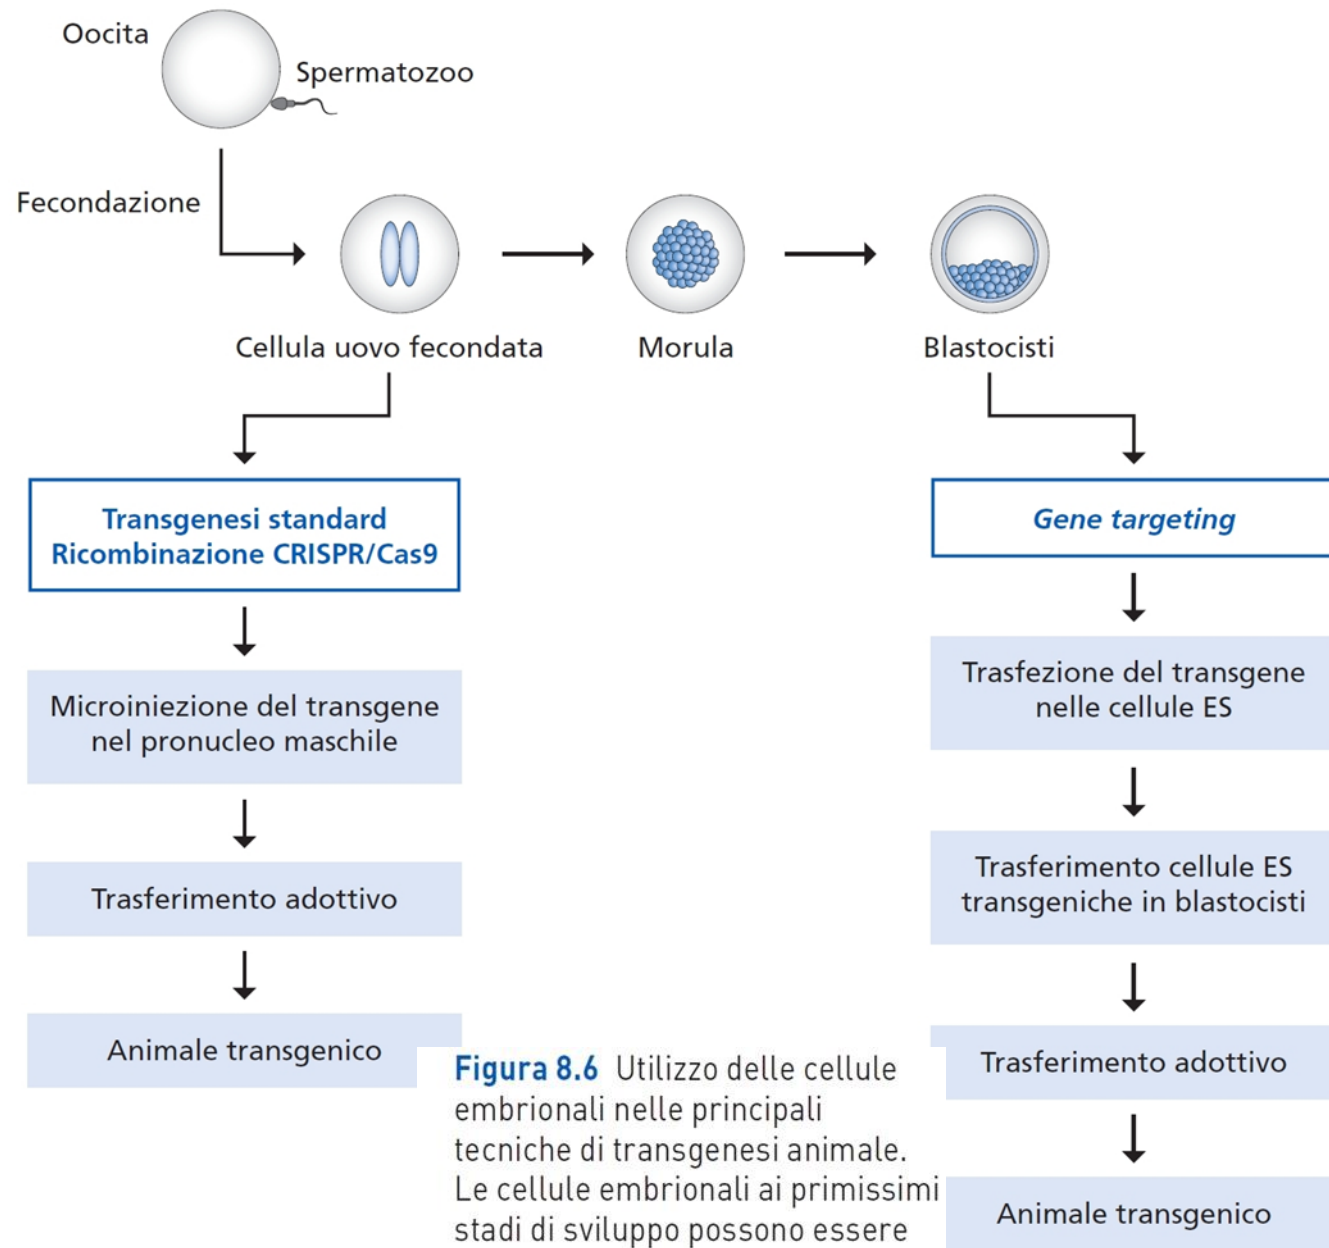 Oocita
Spermatozoo
Fecondazione
Cellula uovo fecondata
Morula
Blastocisti
Transgenesi standard
Ricombinazione CRISPR/Cas9
Microiniezione del transgene
nel pronucleo maschile
Trasferimento adottivo
Animale transgenico
Gene targeting
Trasfezione del transgene
nelle cellule ES
Trasferimento cellule ES
transgeniche in blastocisti
Trasferimento adottivo
Animale transgenico
Figura 8.6 Utilizzo delle cellule
embrionali nelle principali
tecniche di transgenesi animale.
Le cellule embrionali ai primissimi
stadi di sviluppo possono essere